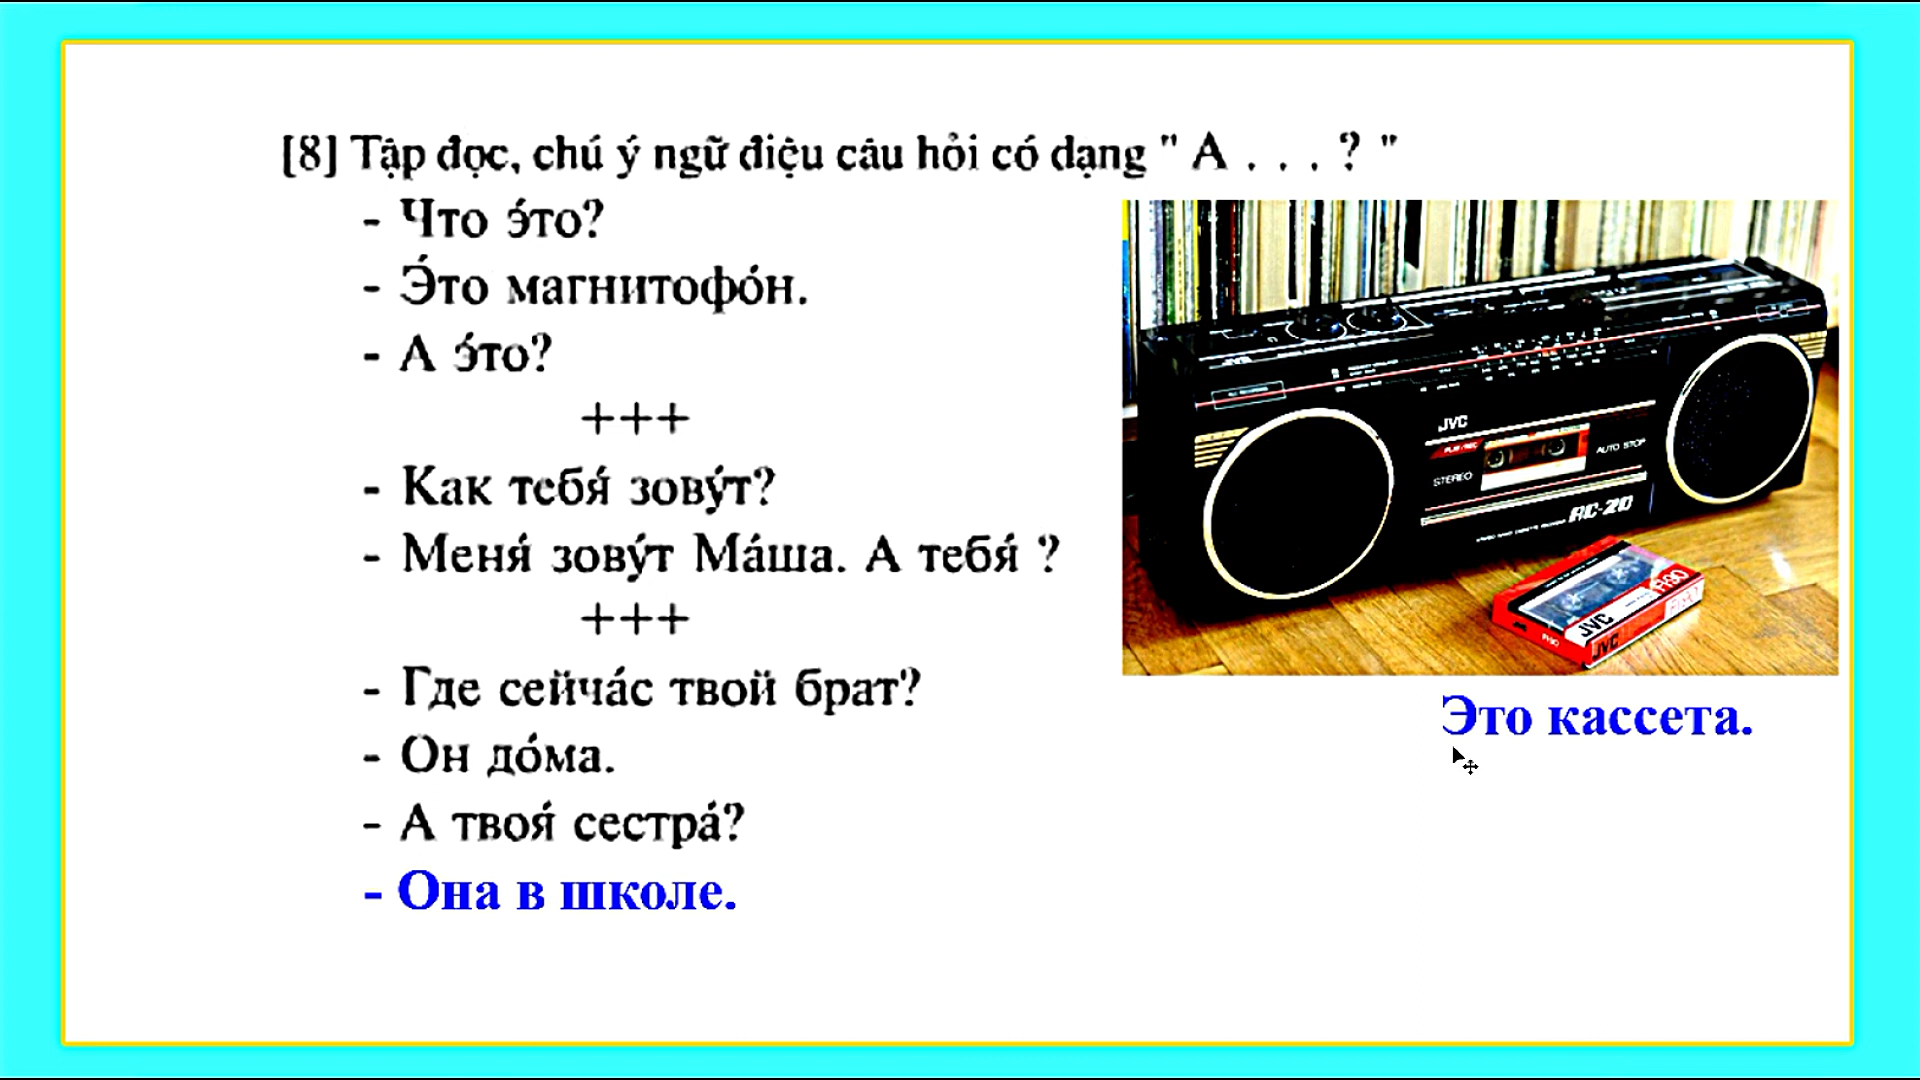 [8] Tập đọc, chú ý ngữ điệu câu hỏi có dạng " A . . . ? "
- Что э́то?
- Э́то магнитофо́н.
- А э́то?
+++
- Как тебя́ зову́т?
- Меня́ зову́т Ма́ша. А тебя́ ?
+++
- Где сейча́с твой брат?
- Он до́ма.
- А твоя́ сестра́?
- Она в школе.
JVC
AUTO STOP
STEREO
RC-20
JVC
JVC
Это кассета.